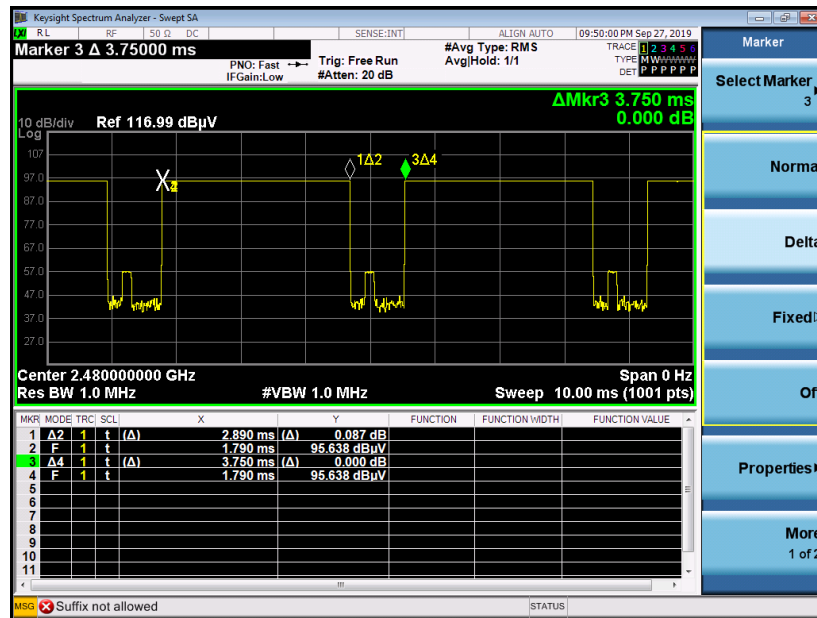 Keysight Spectrum Analyzer - Swept SA
LXI RL RF 50 Ω DC SENSE:INT ALIGN AUTO 09:50:00 PM Sep 27, 2019
Marker 3 Δ 3.75000 ms
PNO: Fast
IFGain:Low
Trig: Free Run
#Atten: 20 dB
#Avg Type: RMS
Avg|Hold: 1/1
TRACE 1 2 3 4 5 6
TYPE M W W W W W
DET P P P P P P
ΔMkr3 3.750 ms
0.000 dB
10 dB/div Ref 116.99 dBµV
Log
107
97.0
87.0
77.0
67.0
57.0
47.0
37.0
27.0
1Δ2
3Δ4
Center 2.480000000 GHz Span 0 Hz
Res BW 1.0 MHz #VBW 1.0 MHz Sweep 10.00 ms (1001 pts)
MKR MODE TRC SCL X Y FUNCTION FUNCTION WIDTH FUNCTION VALUE
1 Δ2 1 t (Δ) 2.890 ms (Δ) 0.087 dB
2 F 1 t 1.790 ms 95.638 dBµV
3 Δ4 1 t (Δ) 3.750 ms (Δ) 0.000 dB
4 F 1 t 1.790 ms 95.638 dBµV
5
6
7
8
9
10
11
MSG Suffix not allowed STATUS
Marker
Select Marker
3
Norma
Delta
Fixed
Of
Properties
More
1 of 2